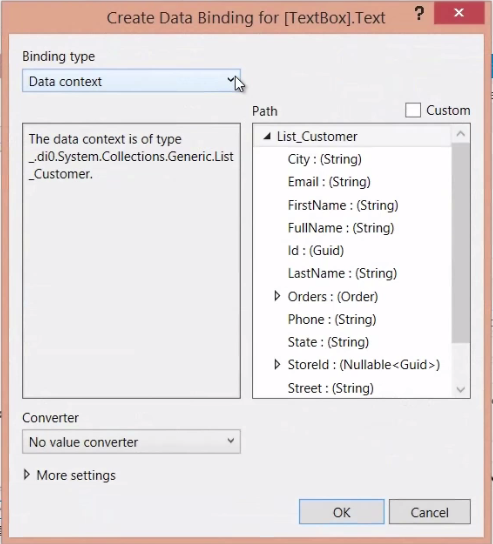 Create Data Binding for [TextBox].Text
?
Binding type
Data context
Path
Custom
The data context is of type
_.di0.System.Collections.Generic.List
_Customer.
List_Customer
City : (String)
Email : (String)
FirstName : (String)
FullName : (String)
Id : (Guid)
LastName : (String)
Orders : (Order)
Phone : (String)
State : (String)
StoreId : (Nullable<Guid>)
Street : (String)
Converter
No value converter
More settings
OK
Cancel